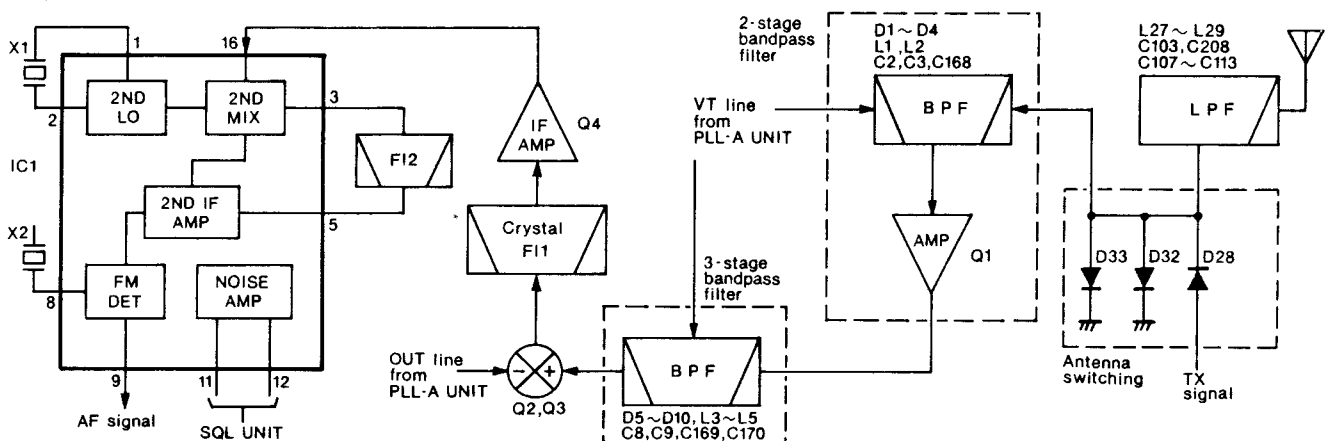 X1
1
16
2ND
LO
2ND
MIX
2
3
IC1
FI2
2ND IF
AMP
5
X2
8
FM
DET
NOISE
AMP
9
11
12
AF signal
SQL UNIT
IF
AMP
Q4
Crystal
FI1
OUT line
from
PLL-A UNIT
- +
Q2,Q3
VT line
from
PLL-A UNIT
3-stage
bandpass
filter
BPF
D5~D10, L3~L5
C8,C9,C169,C170
2-stage
bandpass
filter
D1~D4
L1,L2
C2,C3,C168
BPF
AMP
Q1
L27~L29
C103,C208
C107~C113
LPF
D33
D32
D28
Antenna
switching
TX
signal